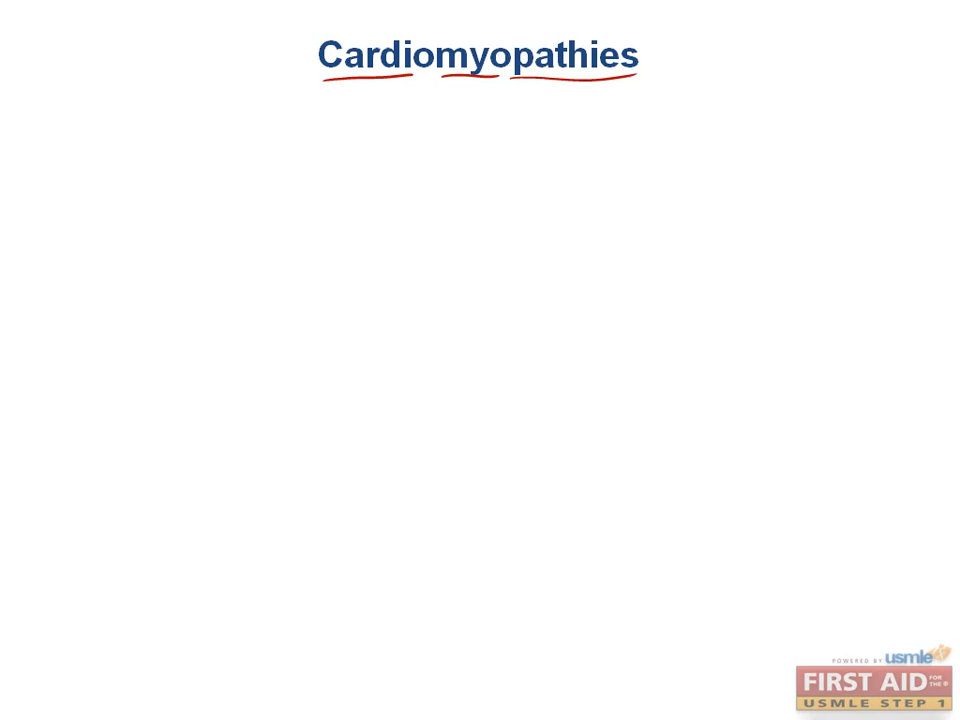 Cardiomyopathies
POWERED BY usmle
FIRST AID FOR THE®
USMLE STEP 1